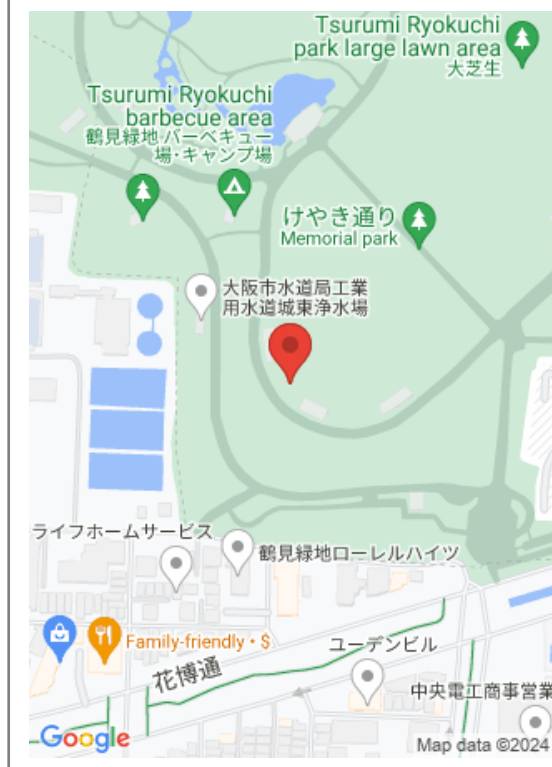 Tsurumi Ryokuchi
park large lawn area
大芝生
Tsurumi Ryokuchi
barbecue area
鶴見緑地 バーベキュー
場・キャンプ場
けやき通り
Memorial park
大阪市水道局工業
用水道城東浄水場
ライフホームサービス
鶴見緑地ローレルハイツ
Family-friendly • $
ユーデンビル
花博通
中央電工商事営業
Google
Map data ©2024